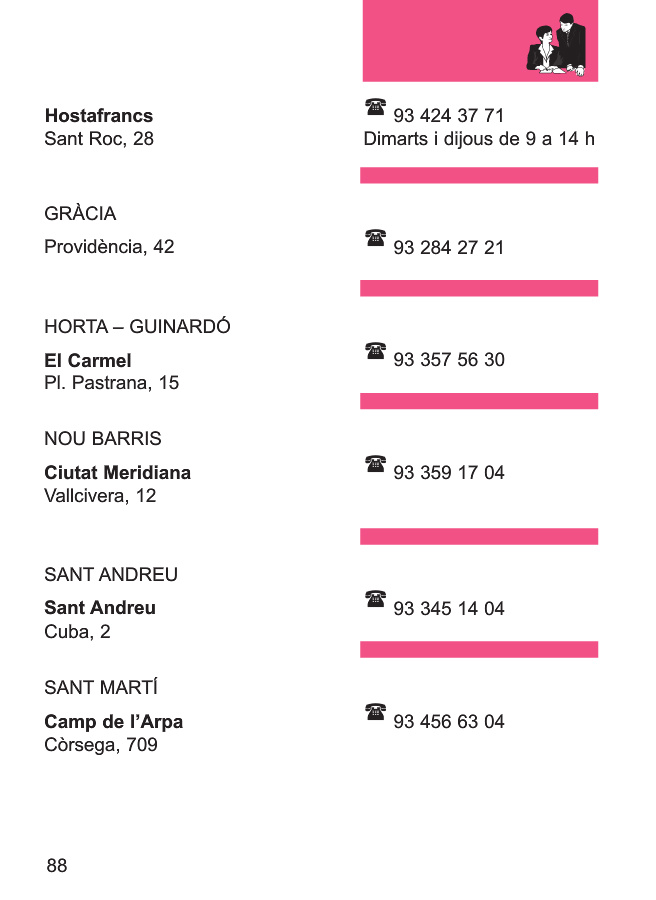 Hostafrancs
☎ 93 424 37 71
Sant Roc, 28
Dimarts i dijous de 9 a 14 h
GRÀCIA
Providència, 42
☎ 93 284 27 21
HORTA – GUINARDÓ
El Carmel
☎ 93 357 56 30
Pl. Pastrana, 15
NOU BARRIS
Ciutat Meridiana
☎ 93 359 17 04
Vallcivera, 12
SANT ANDREU
Sant Andreu
☎ 93 345 14 04
Cuba, 2
SANT MARTÍ
Camp de l’Arpa
☎ 93 456 63 04
Còrsega, 709
88